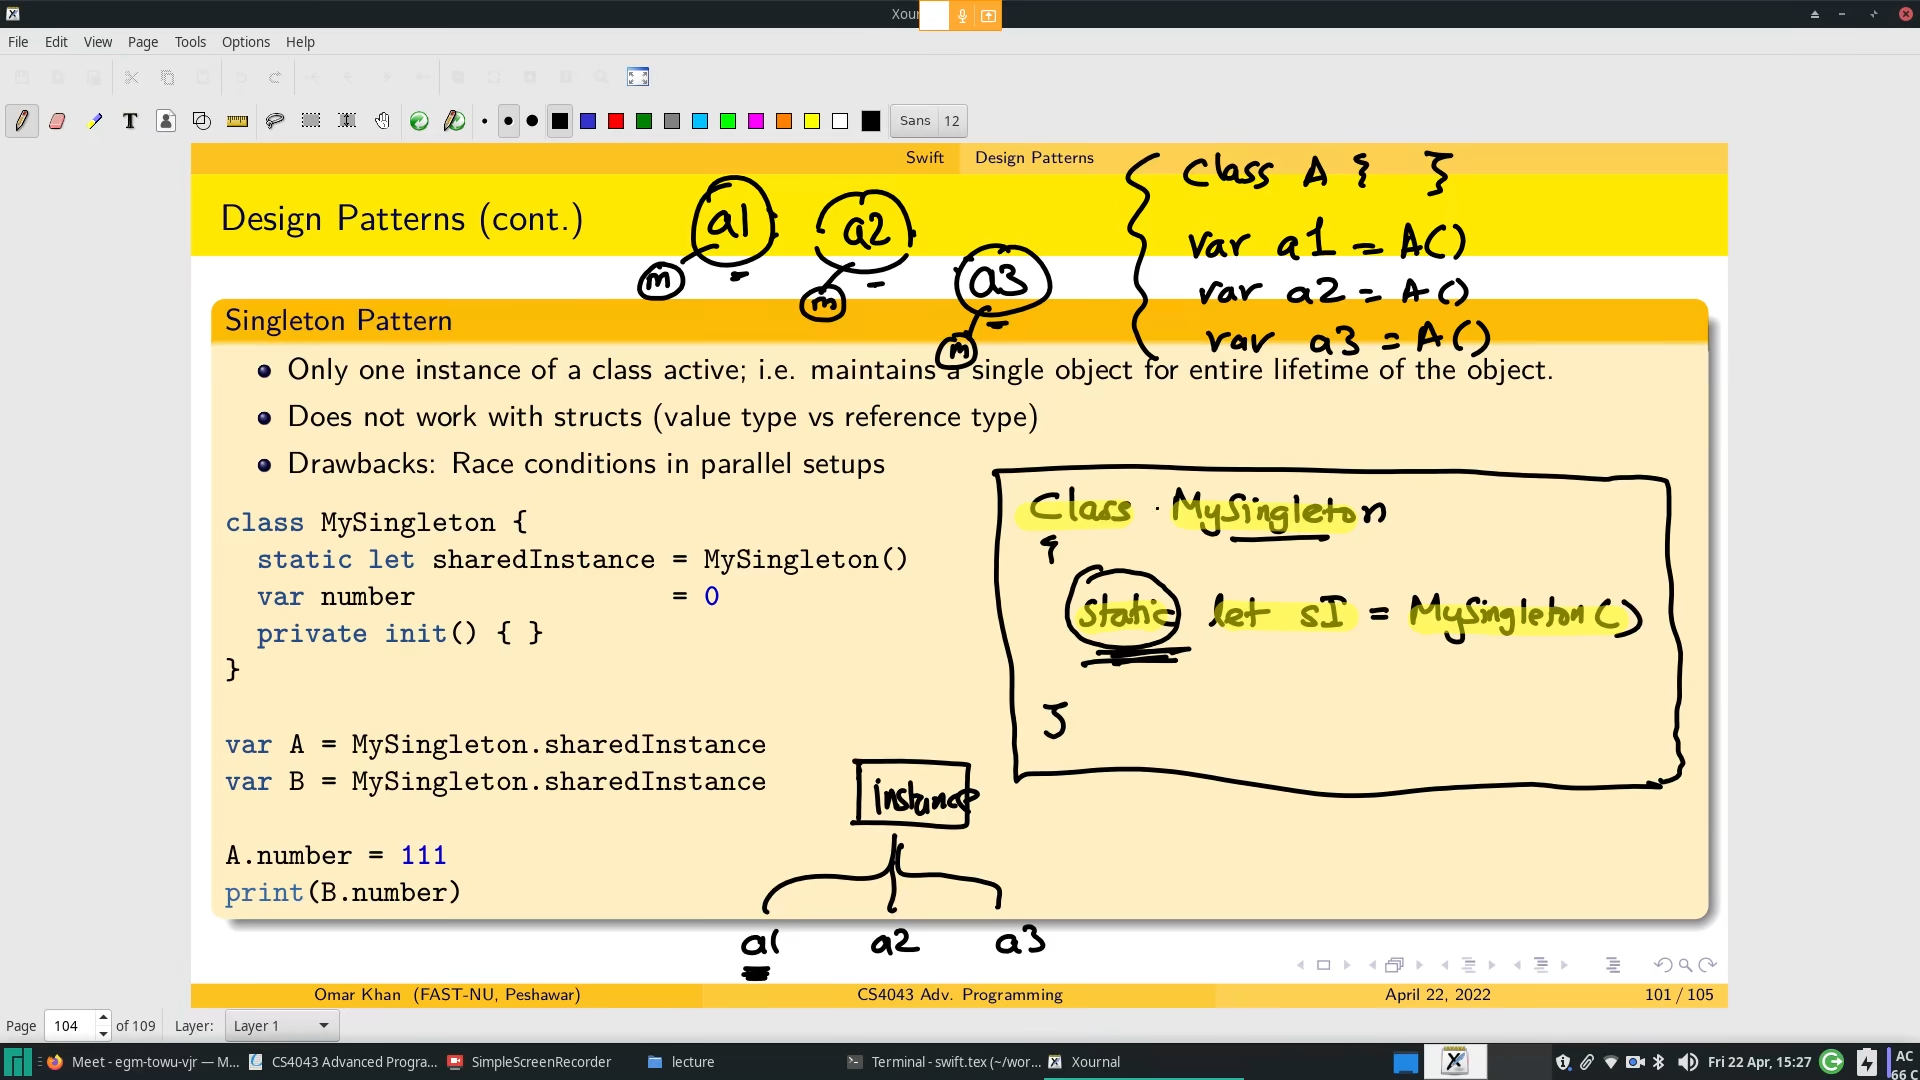 Xour
File Edit View Page Tools Options Help
T
Sans 12
Swift Design Patterns
Design Patterns (cont.)
a1 a2 a3
m m m
Class A { }
var a1 = A()
var a2 = A()
var a3 = A()
Singleton Pattern
Only one instance of a class active; i.e. maintains a single object for entire lifetime of the object.
Does not work with structs (value type vs reference type)
Drawbacks: Race conditions in parallel setups
class MySingleton {
static let sharedInstance = MySingleton()
var number = 0
private init() { }
}
var A = MySingleton.sharedInstance
var B = MySingleton.sharedInstance
A.number = 111
print(B.number)
Class MySingleton
{
static let sI = MySingleton()
}
instance
a1 a2 a3
Omar Khan (FAST-NU, Peshawar) CS4043 Adv. Programming April 22, 2022 101 / 105
Page 104 of 109 Layer: Layer 1
Meet - egm-towu-vjr — M... CS4043 Advanced Progra... SimpleScreenRecorder lecture Terminal - swift.tex (~/wor... Xournal Fri 22 Apr, 15:27 AC
66 C